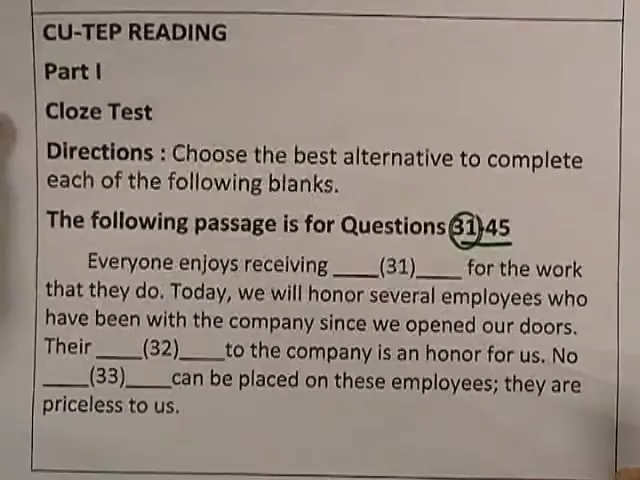 CU-TEP READING
Part I
Cloze Test
Directions : Choose the best alternative to complete
each of the following blanks.
The following passage is for Questions 31-45
Everyone enjoys receiving ____(31)____ for the work
that they do. Today, we will honor several employees who
have been with the company since we opened our doors.
Their ____(32)____to the company is an honor for us. No
____(33)____can be placed on these employees; they are
priceless to us.